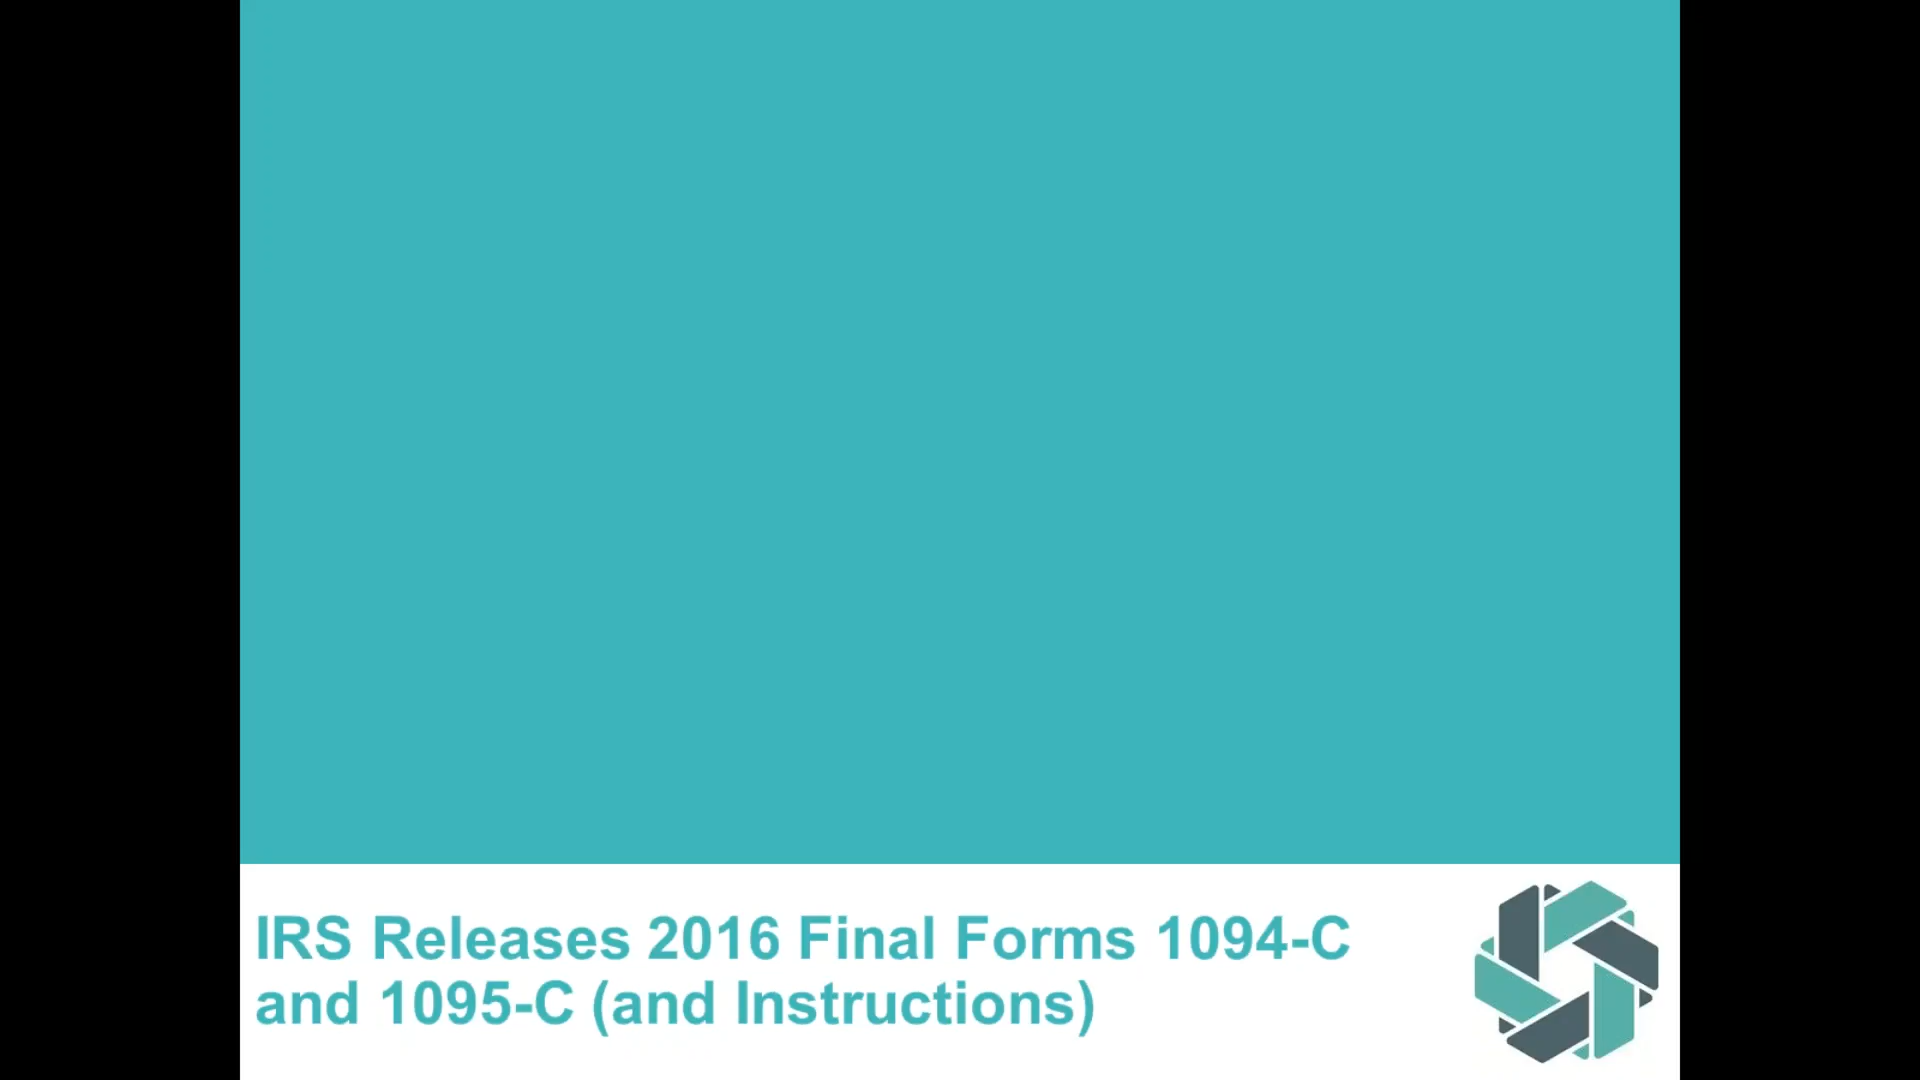 IRS Releases 2016 Final Forms 1094-C
and 1095-C (and Instructions)